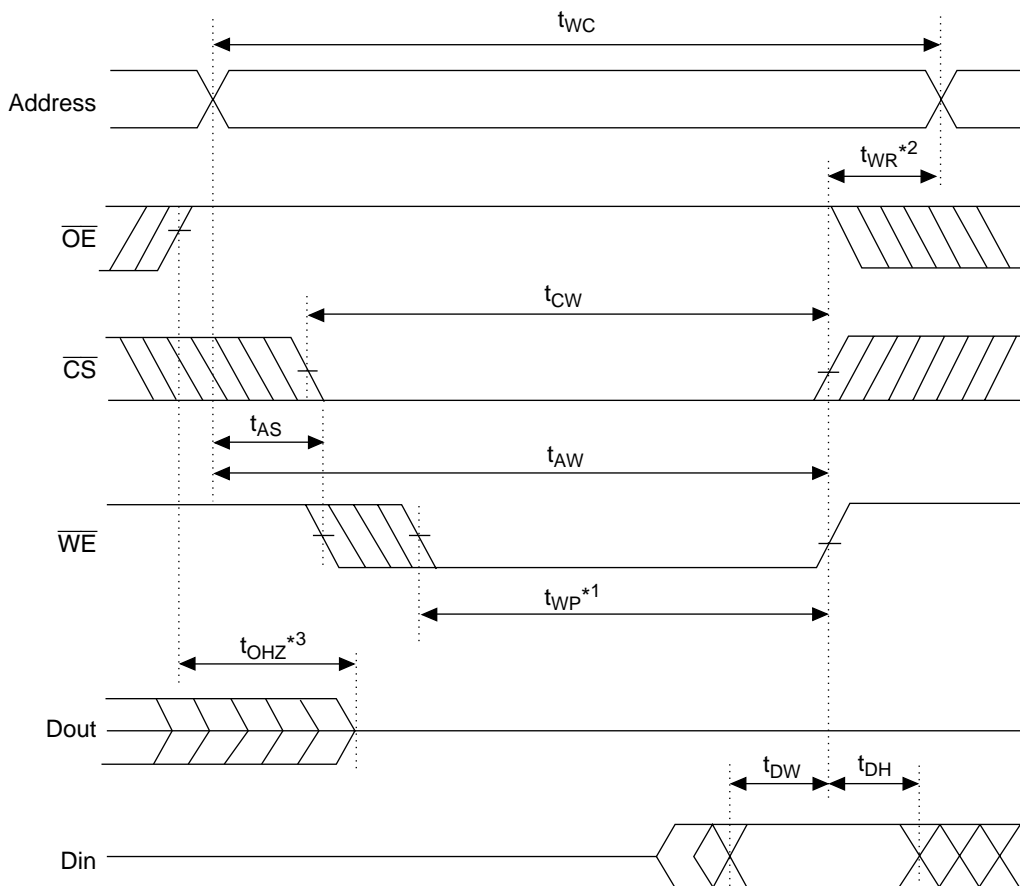 tWC
Address
tWR*2
OE
tCW
CS
tAS
tAW
WE
tWP*1
tOHZ*3
Dout
tDW
tDH
Din